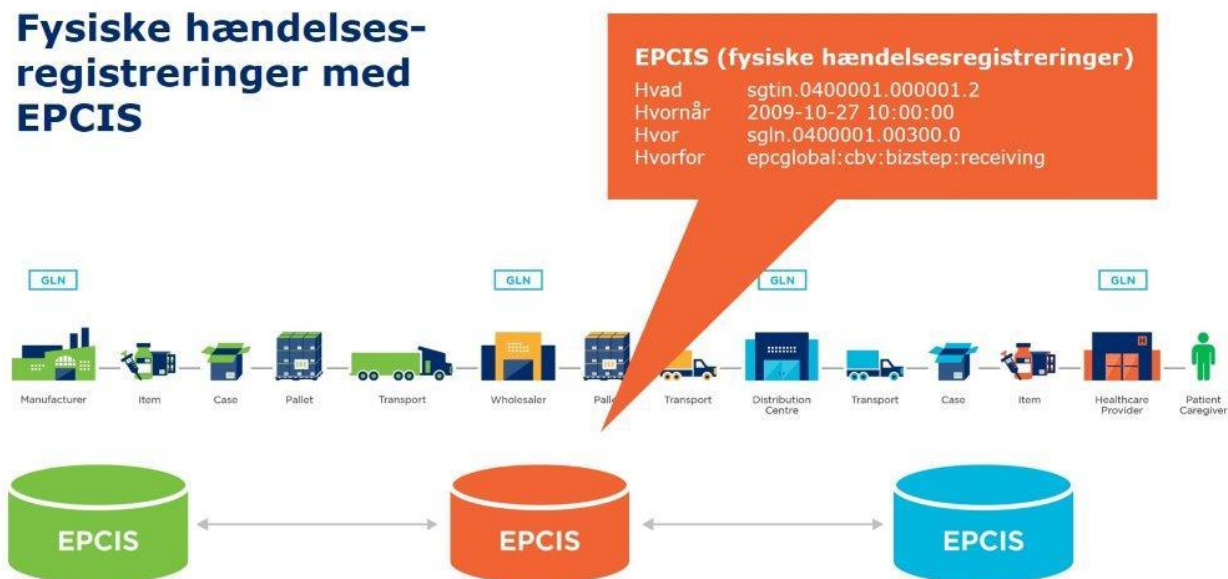 Fysiske hændelses-
registreringer med
EPCIS
EPCIS (fysiske hændelsesregistreringer)
Hvad sgtin.0400001.000001.2
Hvornår 2009-10-27 10:00:00
Hvor sgln.0400001.00300.0
Hvorfor epcglobal:cbv:bizstep:receiving
GLN GLN GLN GLN
H
Manufacturer Item Case Pallet Transport Wholesaler Transport Distribution Centre Transport Case Item Healthcare Provider Patient Caregiver
EPCIS EPCIS EPCIS